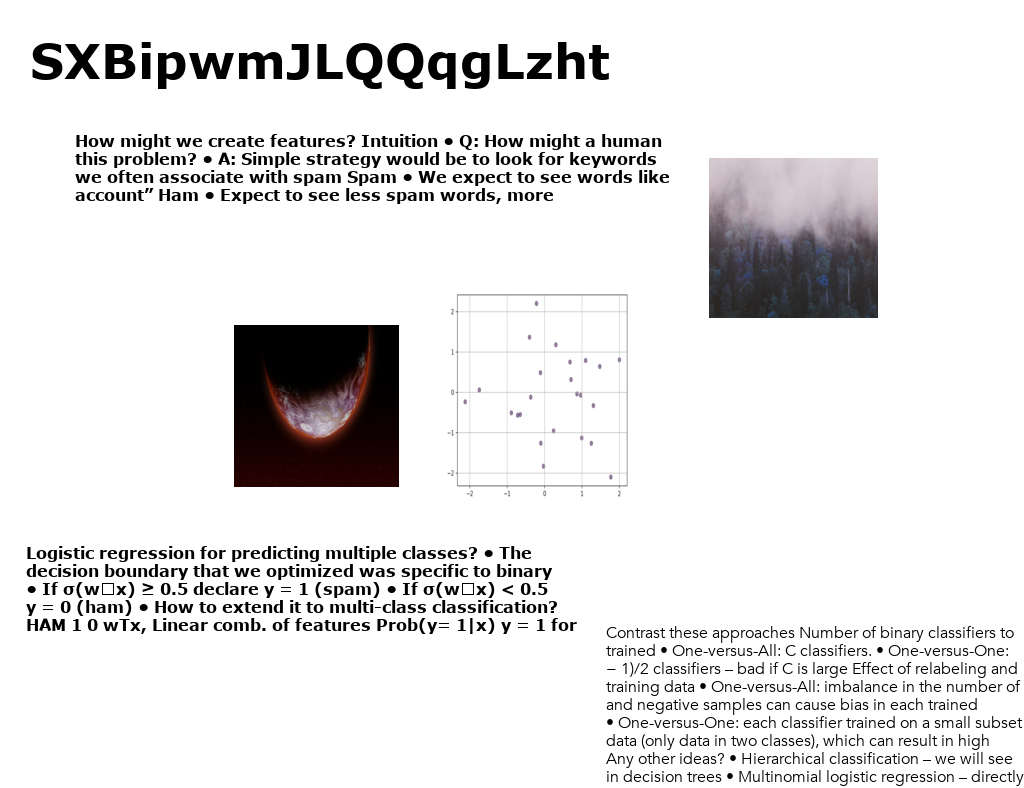 SXBipwmJLQQqgLzht
How might we create features? Intuition ● Q: How might a human
this problem? ● A: Simple strategy would be to look for keywords
we often associate with spam Spam ● We expect to see words like
account” Ham ● Expect to see less spam words, more
2
1
0
−1
−2
−2 −1 0 1 2
Logistic regression for predicting multiple classes? ● The
decision boundary that we optimized was specific to binary
● If σ(w□x) ≥ 0.5 declare y = 1 (spam) ● If σ(w□x) < 0.5
y = 0 (ham) ● How to extend it to multi-class classification?
HAM 1 0 wTx, Linear comb. of features Prob(y= 1|x) y = 1 for
Contrast these approaches Number of binary classifiers to
trained ● One-versus-All: C classifiers. ● One-versus-One:
− 1)/2 classifiers – bad if C is large Effect of relabeling and
training data ● One-versus-All: imbalance in the number of
and negative samples can cause bias in each trained
● One-versus-One: each classifier trained on a small subset
data (only data in two classes), which can result in high
Any other ideas? ● Hierarchical classification – we will see
in decision trees ● Multinomial logistic regression – directly